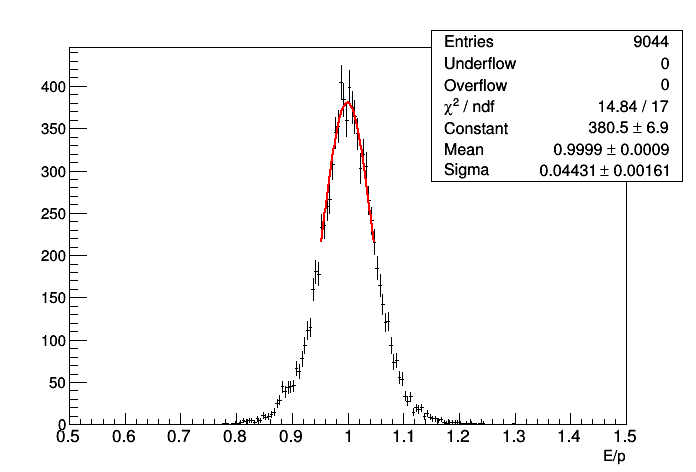 Entries 9044
Underflow 0
Overflow 0
χ² / ndf 14.84 / 17
Constant 380.5 ± 6.9
Mean 0.9999 ± 0.0009
Sigma 0.04431 ± 0.00161
400
350
300
250
200
150
100
50
0
0.5 0.6 0.7 0.8 0.9 1 1.1 1.2 1.3 1.4 1.5
E/p